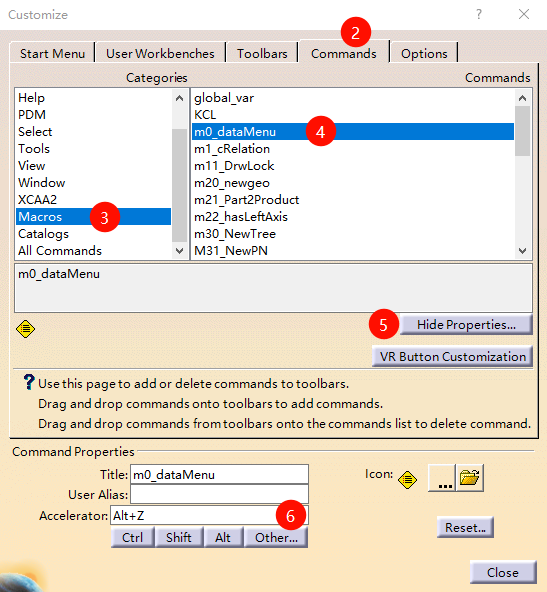 Customize
?
2
Start Menu User Workbenches Toolbars Commands Options
Categories Commands
Help
PDM
Select
Tools
View
Window
XCAA2
Macros 3
Catalogs
All Commands
global_var
KCL
m0_dataMenu 4
m1_cRelation
m11_DrwLock
m20_newgeo
m21_Part2Product
m22_hasLeftAxis
m30_NewTree
M31_NewPN
m0_dataMenu
5 Hide Properties...
VR Button Customization
? Use this page to add or delete commands to toolbars.
Drag and drop commands onto toolbars to add commands.
Drag and drop commands from toolbars onto the commands list to delete command.
Command Properties
Title: m0_dataMenu Icon: ...
User Alias:
Accelerator: Alt+Z 6
Ctrl Shift Alt Other... Reset...
Close